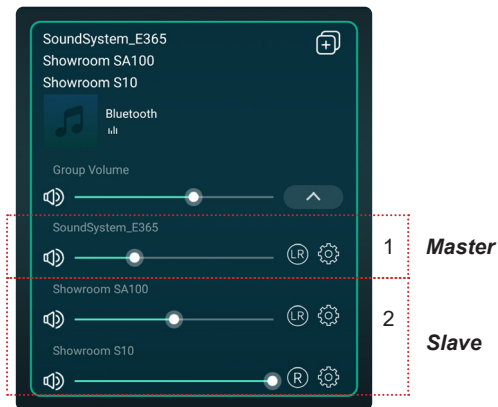 SoundSystem_E365
Showroom SA100
Showroom S10
Bluetooth
Group Volume
SoundSystem_E365
LR
1
Master
Showroom SA100
LR
2
Slave
Showroom S10
R